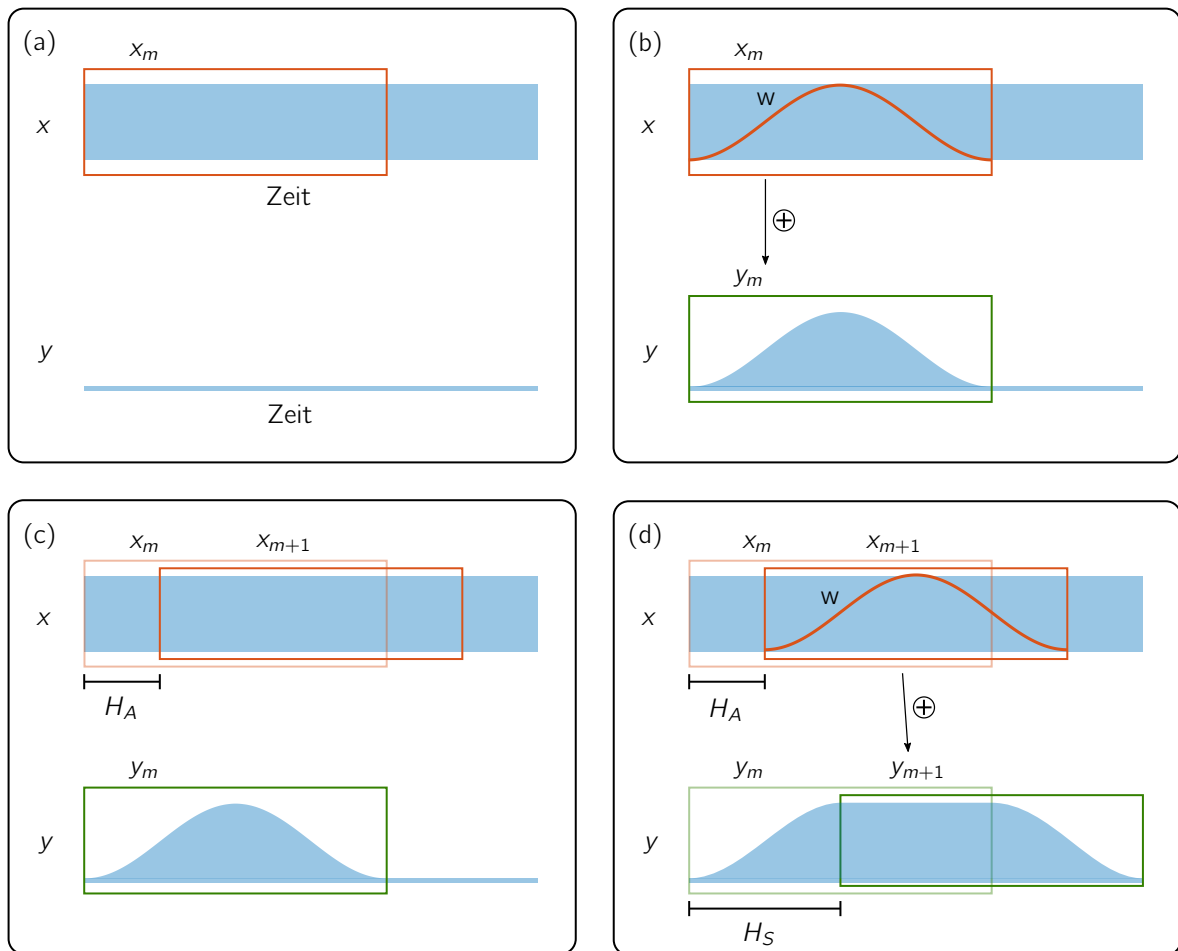 (a)
x_m
x
Zeit
y
Zeit
(b)
x_m
w
x
⊕
y_m
y
(c)
x_m x_{m+1}
x
H_A
y_m
y
(d)
x_m x_{m+1}
w
x
H_A
⊕
y_m y_{m+1}
y
H_S